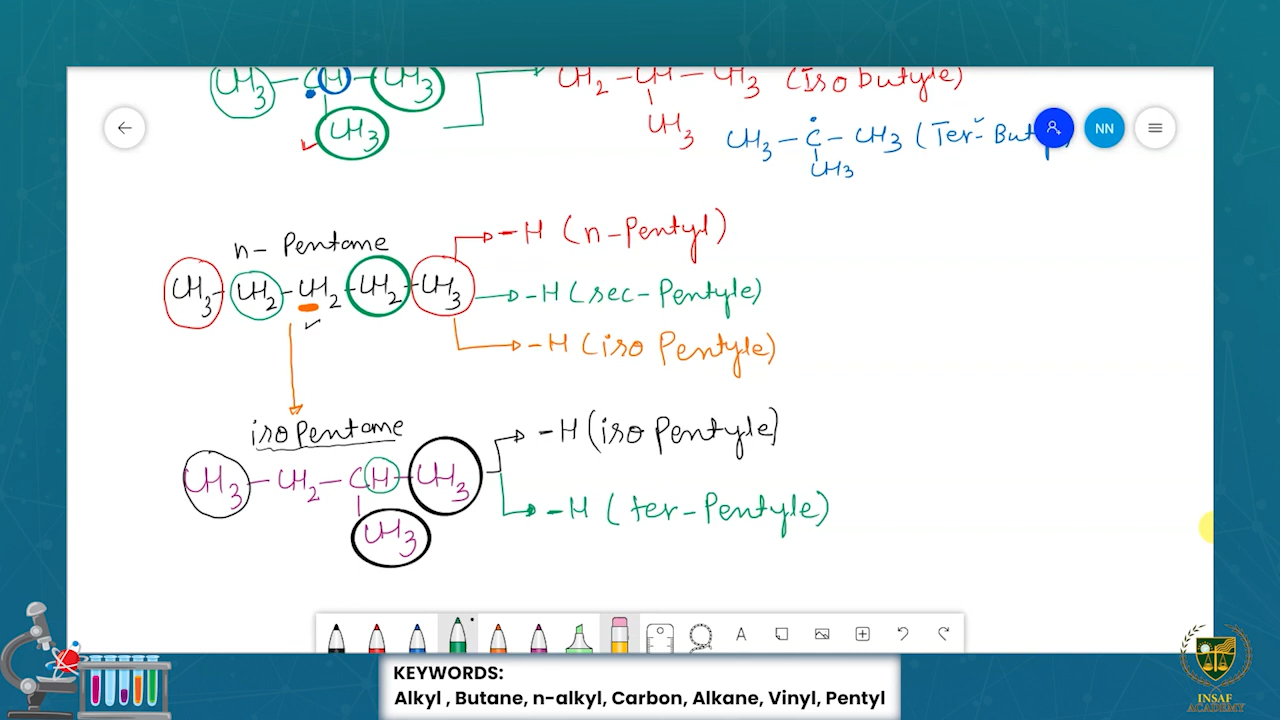 CH3 — CH — CH3
CH3
CH2 — CH — CH3 (Iso butyle)
CH3
CH3 — C — CH3 (Ter-Buty
CH3
NN
n- Pentane
CH3 - CH2 - CH2 - CH2 - CH3
-H (n-Pentyl)
-H (sec-Pentyle)
-H (iso Pentyle)
iso Pentane
CH3 — CH2 — CH — CH3
CH3
-H (iso Pentyle)
-H (ter-Pentyle)
A
KEYWORDS:
Alkyl , Butane, n-alkyl, Carbon, Alkane, Vinyl, Pentyl
INSAF
ACADEMY